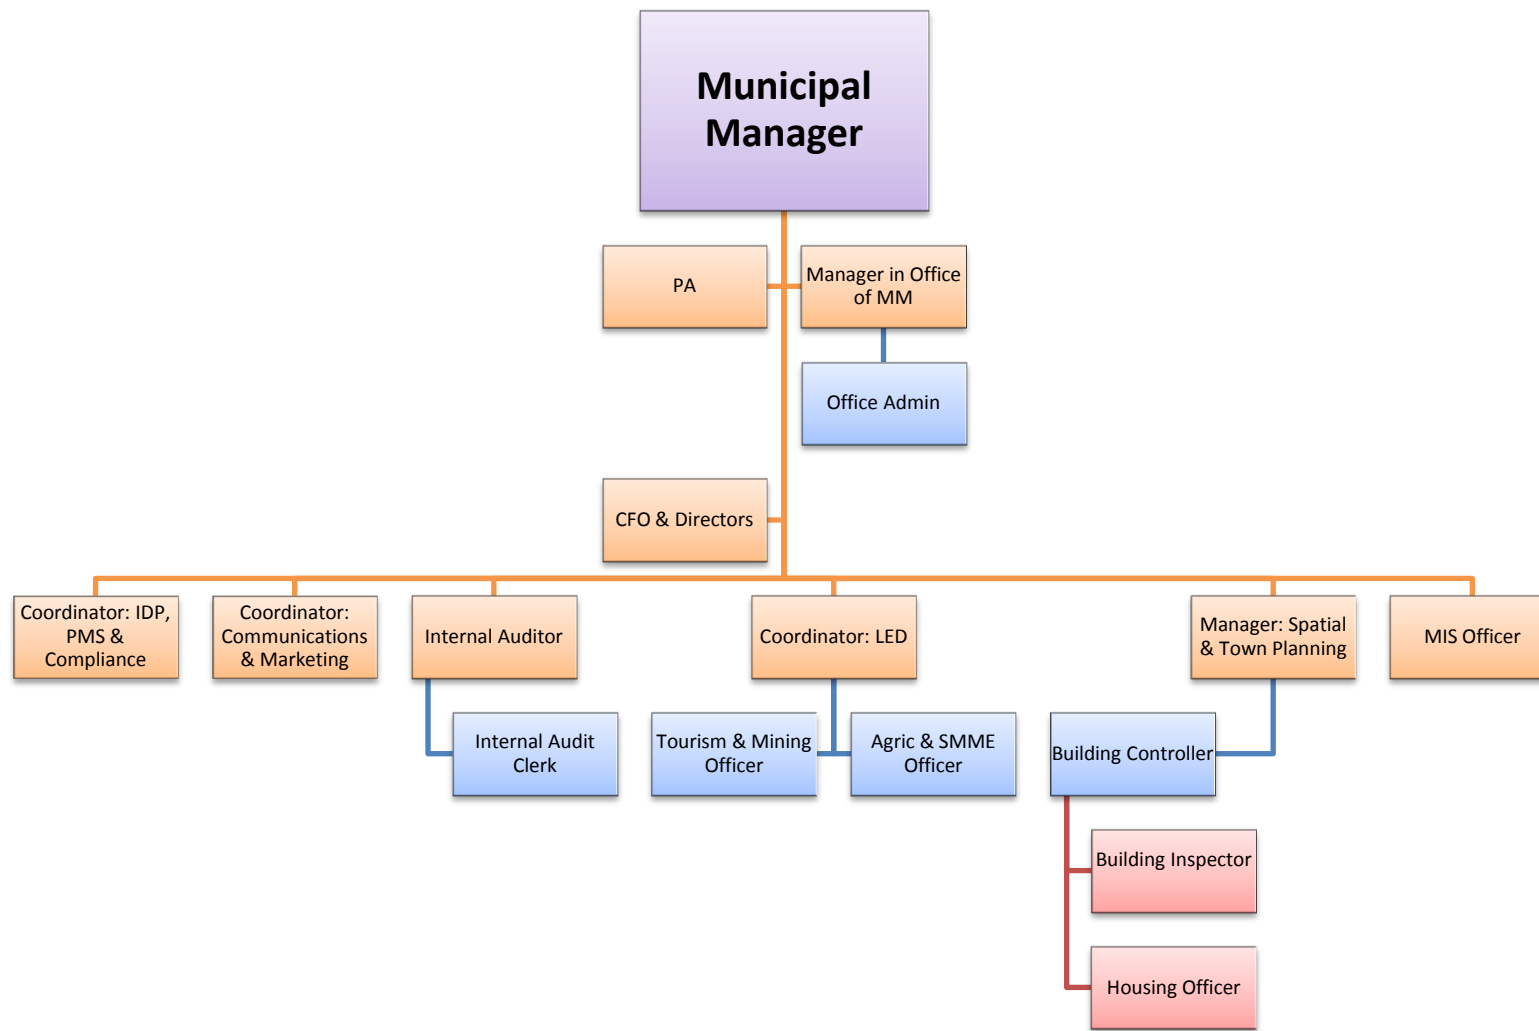 Municipal
Manager
PA
Manager in Office
of MM
Office Admin
CFO & Directors
Coordinator: IDP,
PMS &
Compliance
Coordinator:
Communications
& Marketing
Internal Auditor
Coordinator: LED
Manager: Spatial
& Town Planning
MIS Officer
Internal Audit
Clerk
Tourism & Mining
Officer
Agric & SMME
Officer
Building Controller
Building Inspector
Housing Officer